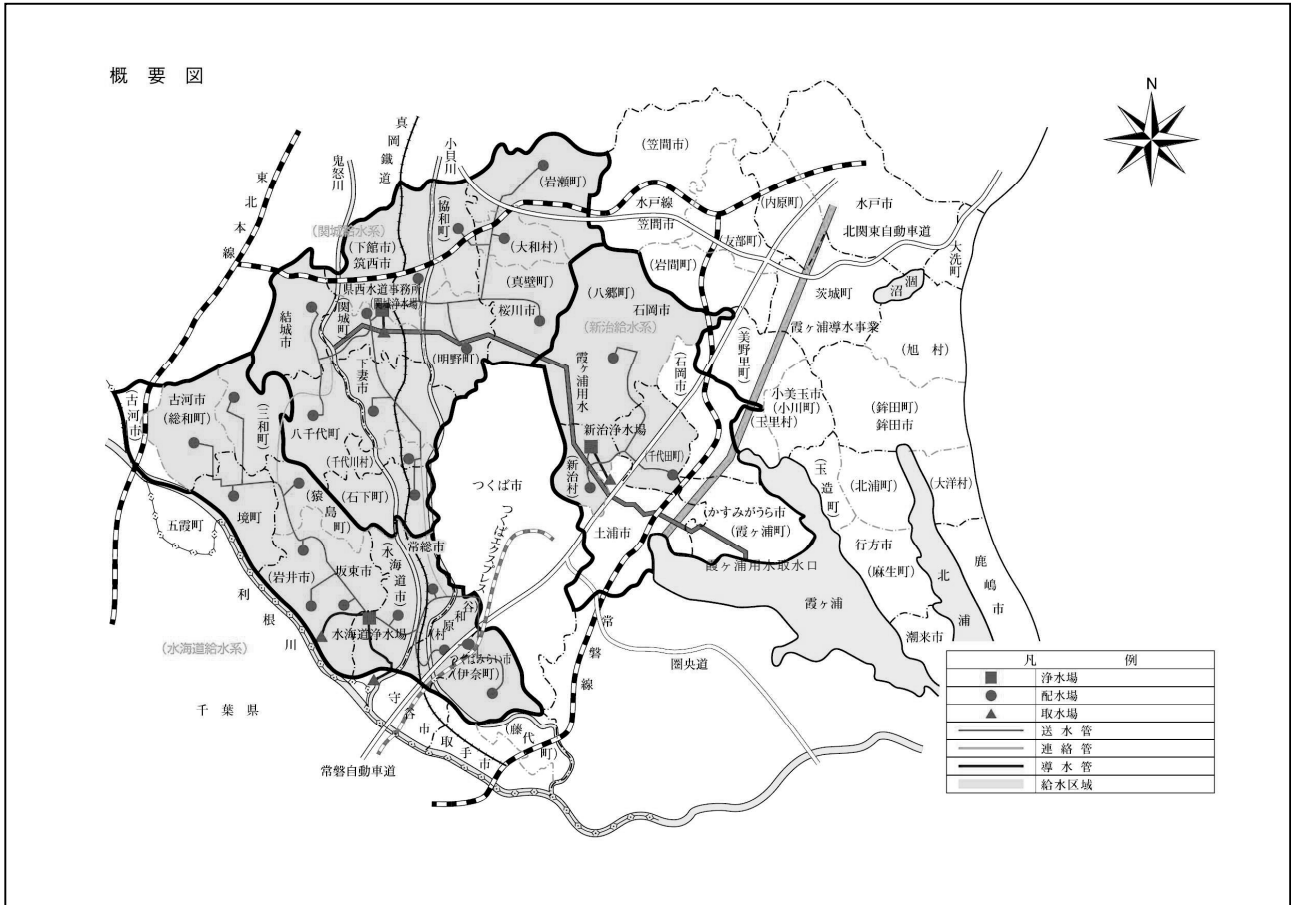 概要図
N
東北本線
鬼怒川
真岡鐵道
小貝川
(笠間市)
(岩瀬町)
水戸線
笠間市
(内原町)
水戸市
北関東自動車道
大洗町
(関城給水系)
(下館市)
筑西市
(協和町)
(大和村)
(友部町)
(岩間町)
(真壁町)
(八郷町)
石岡市
茨城町
涸沼
県西水道事務所
(関城浄水場)
(関城町)
結城市
桜川市
(新治給水系)
霞ヶ浦導水事業
(美野里町)
(旭村)
(明野町)
下妻市
霞ヶ浦用水
(石岡市)
小美玉市
(小川町)
(玉里村)
(鉾田町)
鉾田市
(古河市)
古河市
(総和町)
(三和町)
八千代町
新治浄水場
(千代川村)
(千代田町)
(新治村)
(玉造町)
(北浦町)
(大洋村)
つくば市
(石下町)
(猿島町)
境町
五霞町
つくばエクスプレス
土浦市
かすみがうら市
(霞ヶ浦町)
常総市
(水海道市)
行方市
(麻生町)
霞ヶ浦用水取水口
霞ヶ浦
北浦
鹿嶋市
(岩井市)
坂東市
利根川
水海道浄水場
(谷和原村)
つくばみらい市
(伊奈町)
(水海道給水系)
常磐線
圏央道
潮来市
千葉県
守谷市
取手市
(藤代町)
常磐自動車道
凡例
浄水場
配水場
取水場
送水管
連絡管
導水管
給水区域